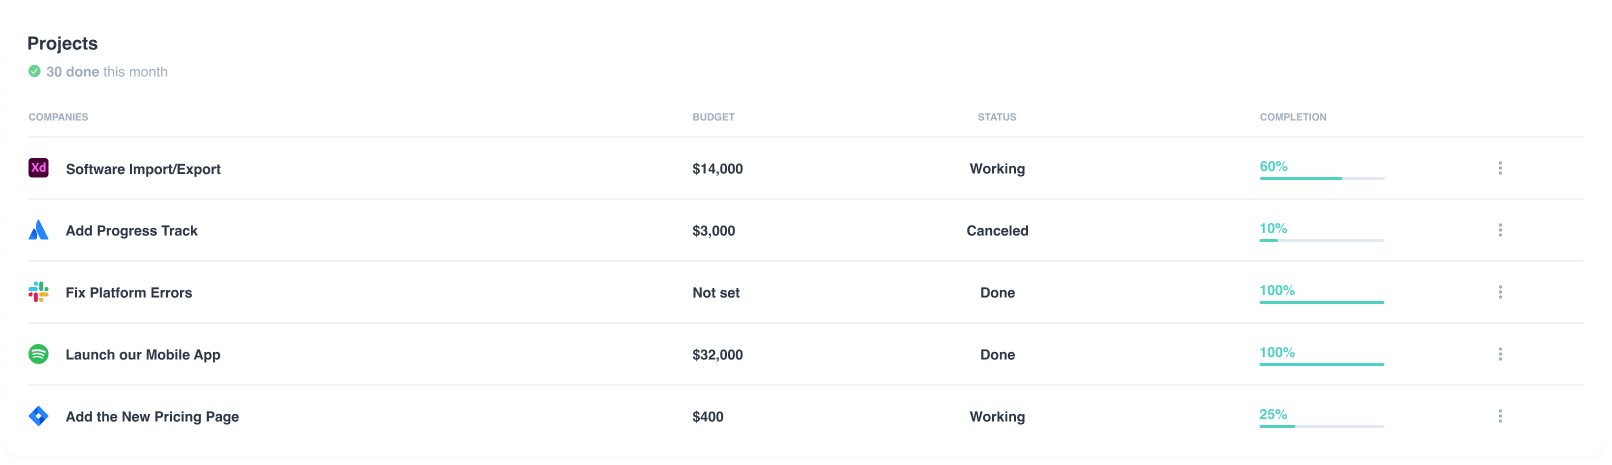 Projects
30 done this month
COMPANIES BUDGET STATUS COMPLETION
Xd Software Import/Export $14,000 Working 60%
Add Progress Track $3,000 Canceled 10%
Fix Platform Errors Not set Done 100%
Launch our Mobile App $32,000 Done 100%
Add the New Pricing Page $400 Working 25%